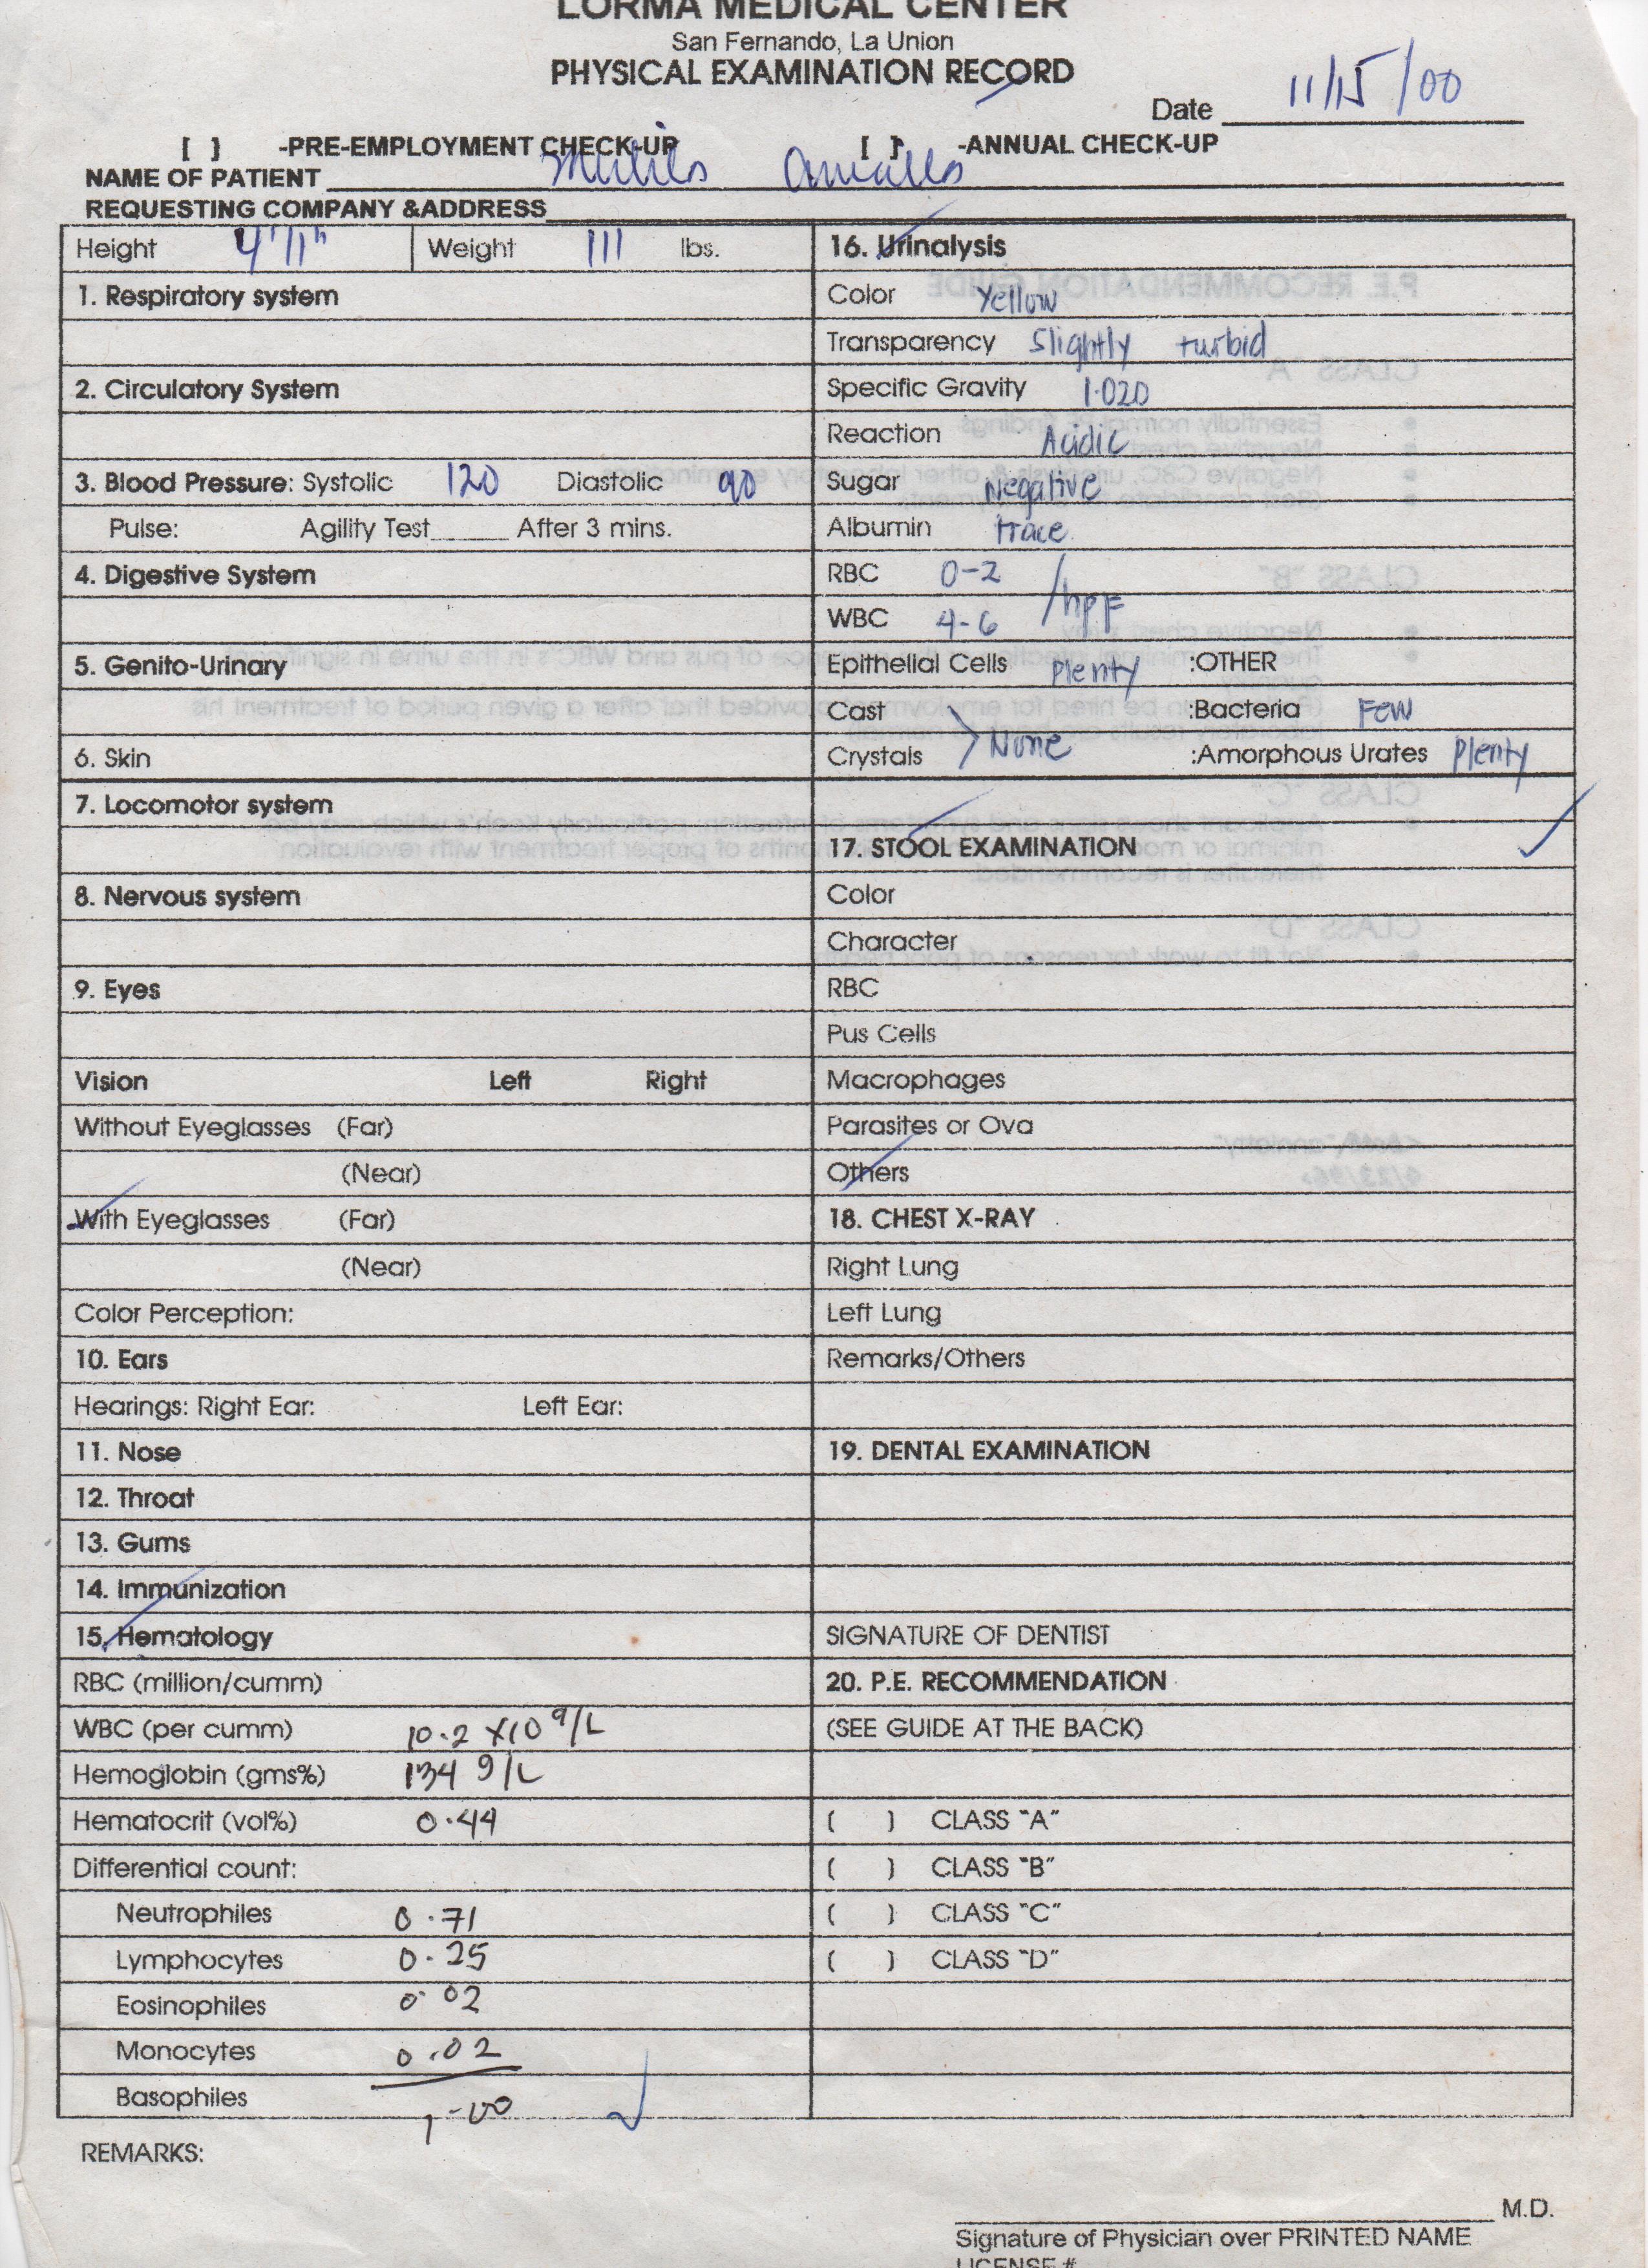 LORMA MEDICAL CENTER
San Fernando, La Union
PHYSICAL EXAMINATION RECORD
Date 11/15/00
[ ] -PRE-EMPLOYMENT CHECK-UP [ ] -ANNUAL CHECK-UP
NAME OF PATIENT
REQUESTING COMPANY &ADDRESS
Height 4'11" Weight 111 lbs.
1. Respiratory system
2. Circulatory System
3. Blood Pressure: Systolic 120 Diastolic 90
Pulse: Agility Test_____ After 3 mins.
4. Digestive System
5. Genito-Urinary
6. Skin
7. Locomotor system
8. Nervous system
9. Eyes
Vision Left Right
Without Eyeglasses (Far)
(Near)
With Eyeglasses (Far)
(Near)
Color Perception:
10. Ears
Hearings: Right Ear: Left Ear:
11. Nose
12. Throat
13. Gums
14. Immunization
15. Hematology
RBC (million/cumm)
WBC (per cumm) 10.2 x10 9/L
Hemoglobin (gms%) 134 g/L
Hematocrit (vol%) 0.44
Differential count:
Neutrophiles 0.71
Lymphocytes 0.25
Eosinophiles 0.02
Monocytes 0.02
Basophiles
1.00
REMARKS:
16. Urinalysis
Color Yellow
Transparency Slightly turbid
Specific Gravity 1.020
Reaction Acidic
Sugar Negative
Albumin trace
RBC 0-2 /hpf
WBC 4-6
Epithelial Cells Plenty :OTHER
Cast :Bacteria Few
Crystals None :Amorphous Urates Plenty
17. STOOL EXAMINATION
Color
Character
RBC
Pus Cells
Macrophages
Parasites or Ova
Others
18. CHEST X-RAY
Right Lung
Left Lung
Remarks/Others
19. DENTAL EXAMINATION
SIGNATURE OF DENTIST
20. P.E. RECOMMENDATION
(SEE GUIDE AT THE BACK)
( ) CLASS "A"
( ) CLASS "B"
( ) CLASS "C"
( ) CLASS "D"
M.D.
Signature of Physician over PRINTED NAME
LICENSE #